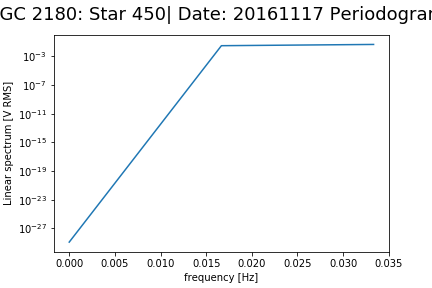 GC 2180: Star 450| Date: 20161117 Periodogra
Linear spectrum [V RMS]
10^-3
10^-7
10^-11
10^-15
10^-19
10^-23
10^-27
0.000 0.005 0.010 0.015 0.020 0.025 0.030 0.035
frequency [Hz]